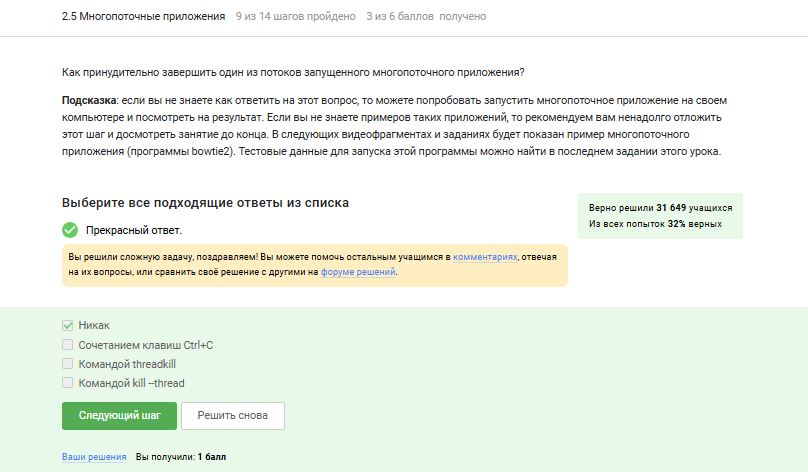 2.5 Многопоточные приложения 9 из 14 шагов пройдено 3 из 6 баллов получено
Как принудительно завершить один из потоков запущенного многопоточного приложения?
Подсказка: если вы не знаете как ответить на этот вопрос, то можете попробовать запустить многопоточное приложение на своем
компьютере и посмотреть на результат. Если вы не знаете примеров таких приложений, то рекомендуем вам ненадолго отложить
этот шаг и досмотреть занятие до конца. В следующих видеофрагментах и заданиях будет показан пример многопоточного
приложения (программы bowtie2). Тестовые данные для запуска этой программы можно найти в последнем задании этого урока.
Выберите все подходящие ответы из списка
Верно решили 31 649 учащихся
Из всех попыток 32% верных
Прекрасный ответ.
Вы решили сложную задачу, поздравляем! Вы можете помочь остальным учащимся в комментариях, отвечая
на их вопросы, или сравнить своё решение с другими на форуме решений.
Никак
Сочетанием клавиш Ctrl+C
Командой threadkill
Командой kill --thread
Следующий шаг Решить снова
Ваши решения Вы получили: 1 балл